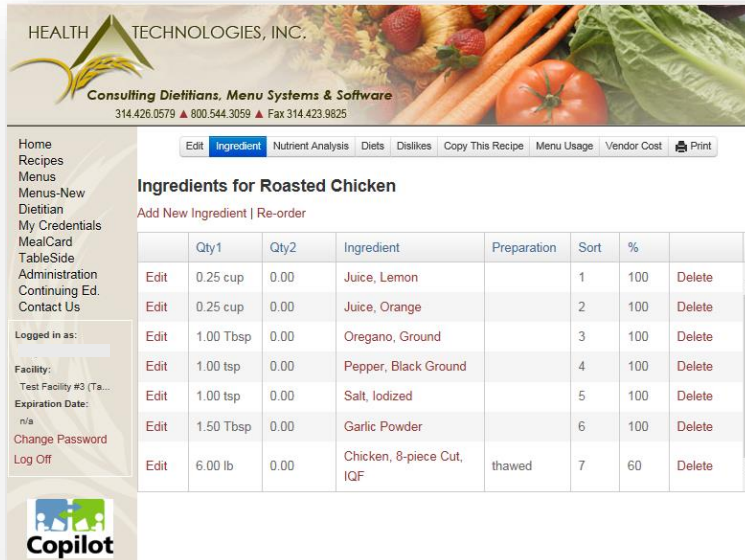 HEALTH TECHNOLOGIES, INC.
Consulting Dietitians, Menu Systems & Software
314.426.0579 ▲ 800.544.3059 ▲ Fax 314.423.9825
Home
Recipes
Menus
Menus-New
Dietitian
My Credentials
MealCard
TableSide
Administration
Continuing Ed.
Contact Us
Logged in as:
Facility:
Test Facility #3 (Ta...
Expiration Date:
n/a
Change Password
Log Off
Copilot
Edit Ingredient Nutrient Analysis Diets Dislikes Copy This Recipe Menu Usage Vendor Cost Print
Ingredients for Roasted Chicken
Add New Ingredient | Re-order
Qty1 Qty2 Ingredient Preparation Sort %
Edit 0.25 cup 0.00 Juice, Lemon 1 100 Delete
Edit 0.25 cup 0.00 Juice, Orange 2 100 Delete
Edit 1.00 Tbsp 0.00 Oregano, Ground 3 100 Delete
Edit 1.00 tsp 0.00 Pepper, Black Ground 4 100 Delete
Edit 1.00 tsp 0.00 Salt, Iodized 5 100 Delete
Edit 1.50 Tbsp 0.00 Garlic Powder 6 100 Delete
Edit 6.00 lb 0.00 Chicken, 8-piece Cut, thawed 7 60 Delete
IQF